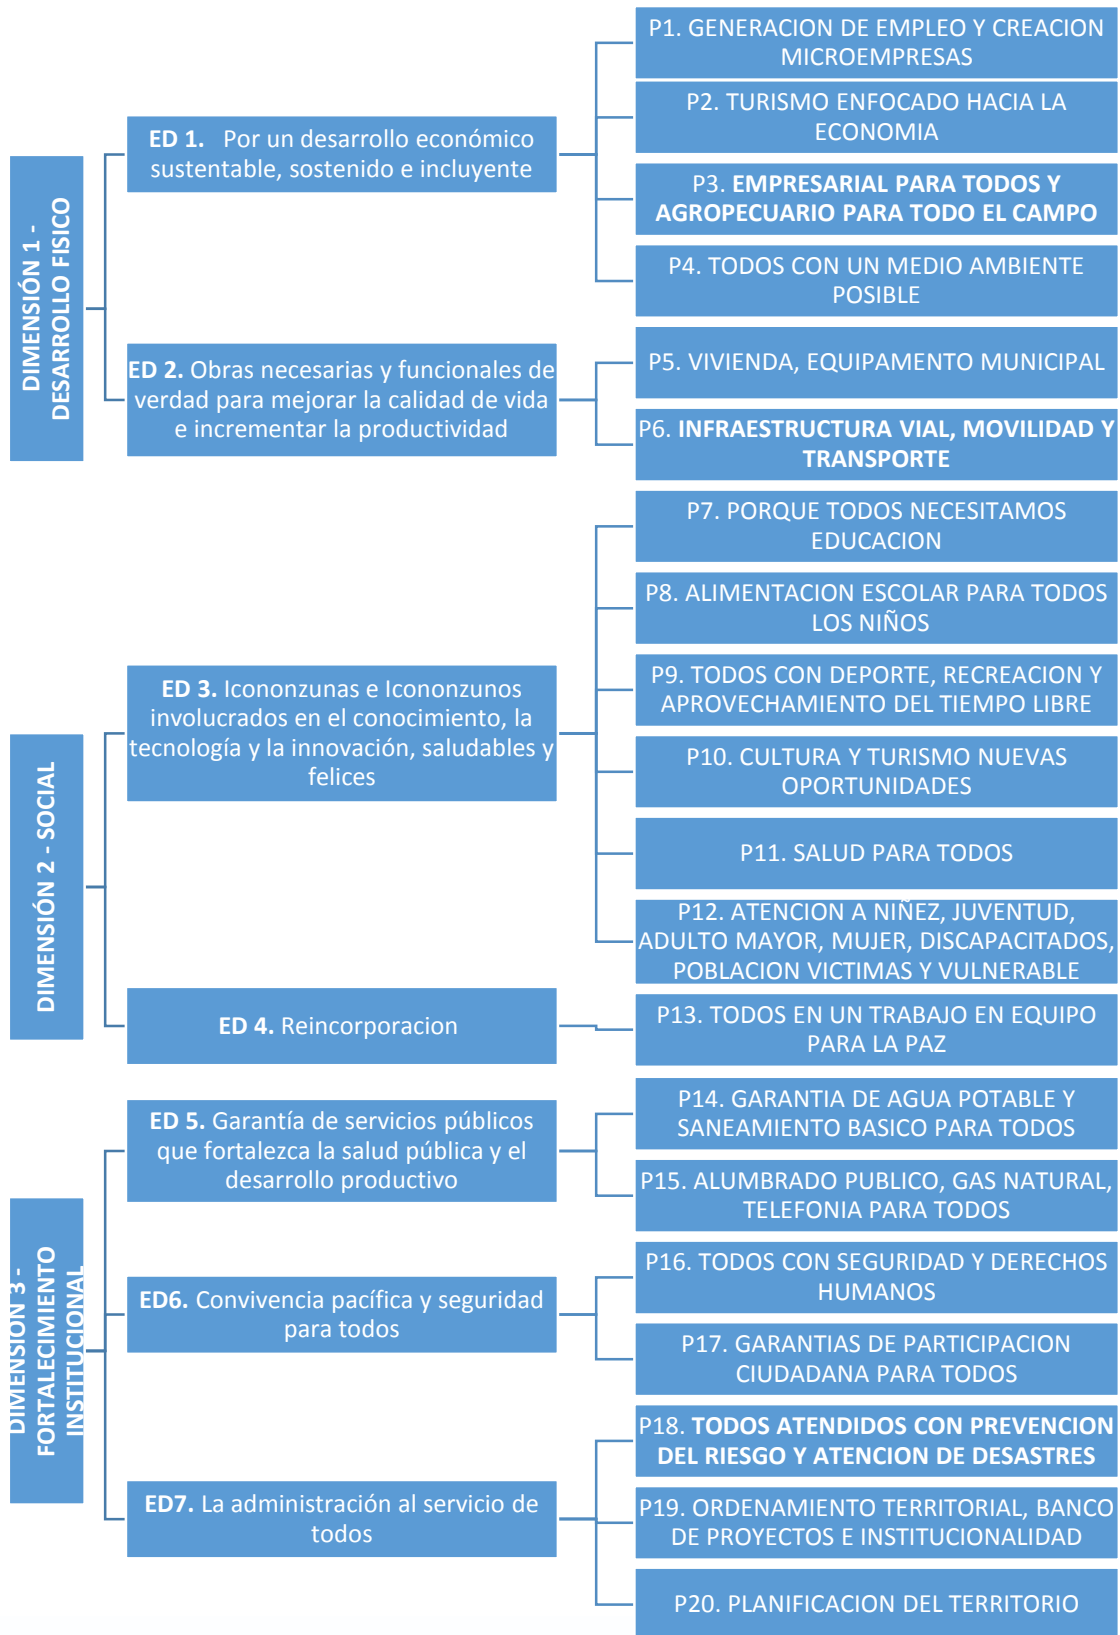 DIMENSIÓN 1 -
DESARROLLO FISICO
ED 1. Por un desarrollo económico
sustentable, sostenido e incluyente
P1. GENERACION DE EMPLEO Y CREACION
MICROEMPRESAS
P2. TURISMO ENFOCADO HACIA LA
ECONOMIA
P3. EMPRESARIAL PARA TODOS Y
AGROPECUARIO PARA TODO EL CAMPO
P4. TODOS CON UN MEDIO AMBIENTE
POSIBLE
ED 2. Obras necesarias y funcionales de
verdad para mejorar la calidad de vida
e incrementar la productividad
P5. VIVIENDA, EQUIPAMENTO MUNICIPAL
P6. INFRAESTRUCTURA VIAL, MOVILIDAD Y
TRANSPORTE
DIMENSIÓN 2 - SOCIAL
ED 3. Icononzunas e Icononzunos
involucrados en el conocimiento, la
tecnología y la innovación, saludables y
felices
P7. PORQUE TODOS NECESITAMOS
EDUCACION
P8. ALIMENTACION ESCOLAR PARA TODOS
LOS NIÑOS
P9. TODOS CON DEPORTE, RECREACION Y
APROVECHAMIENTO DEL TIEMPO LIBRE
P10. CULTURA Y TURISMO NUEVAS
OPORTUNIDADES
P11. SALUD PARA TODOS
P12. ATENCION A NIÑEZ, JUVENTUD,
ADULTO MAYOR, MUJER, DISCAPACITADOS,
POBLACION VICTIMAS Y VULNERABLE
ED 4. Reincorporacion
P13. TODOS EN UN TRABAJO EN EQUIPO
PARA LA PAZ
DIMENSIÓN 3 -
FORTALECIMIENTO
INSTITUCIONAL
ED 5. Garantía de servicios públicos
que fortalezca la salud pública y el
desarrollo productivo
P14. GARANTIA DE AGUA POTABLE Y
SANEAMIENTO BASICO PARA TODOS
P15. ALUMBRADO PUBLICO, GAS NATURAL,
TELEFONIA PARA TODOS
ED6. Convivencia pacífica y seguridad
para todos
P16. TODOS CON SEGURIDAD Y DERECHOS
HUMANOS
P17. GARANTIAS DE PARTICIPACION
CIUDADANA PARA TODOS
ED7. La administración al servicio de
todos
P18. TODOS ATENDIDOS CON PREVENCION
DEL RIESGO Y ATENCION DE DESASTRES
P19. ORDENAMIENTO TERRITORIAL, BANCO
DE PROYECTOS E INSTITUCIONALIDAD
P20. PLANIFICACION DEL TERRITORIO